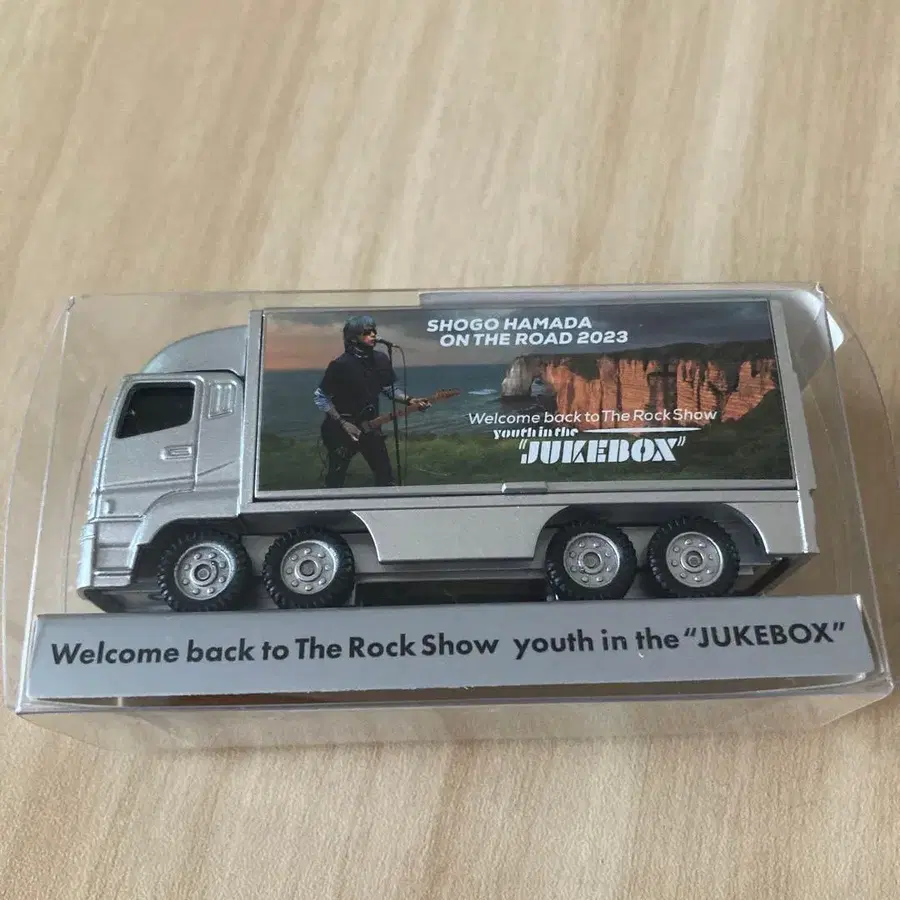 SHOGO HAMADA
ON THE ROAD 2023
Welcome back to The Rock Show
youth in the
"JUKEBOX"
Welcome back to The Rock Show youth in the "JUKEBOX"